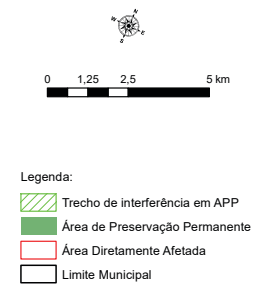 N
W
E
S
0 1,25 2,5 5 km
Legenda:
Trecho de interferência em APP
Área de Preservação Permanente
Área Diretamente Afetada
Limite Municipal